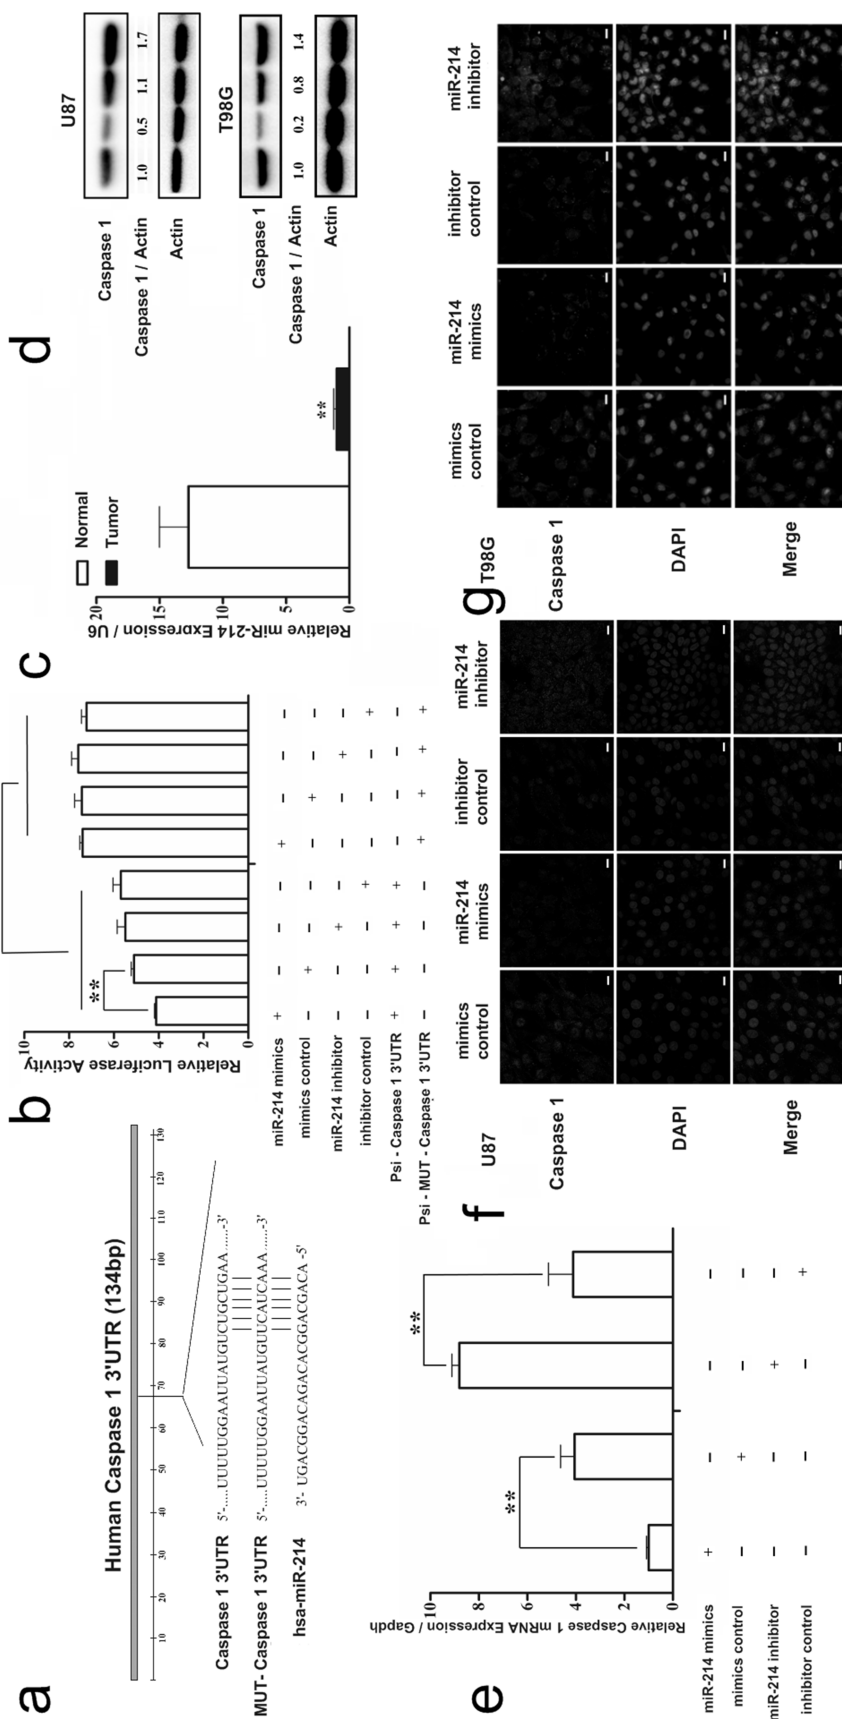 a
Human Caspase 1 3'UTR (134bp)
10 20 30 40 50 60 70 80 90 100 110 120 130
Caspase 1 3'UTR 5'-....UUUUUGGAAUUAUGUCUGCUGAA ......-3'
MUT- Caspase 1 3'UTR 5'-....UUUUUGGAAUUAUGUUCAUCAAA ......-3'
hsa-miR-214 3'- UGACGGACAGACACGGACGACA -5'
b
Relative Luciferase Activity
10
8
6
4
2
0
**
miR-214 mimics + − − − + − − −
mimics control − + − − − + − −
miR-214 inhibitor − − + − − − + −
inhibitor control − − − + − − − +
Psi - Caspase 1 3'UTR + + + + − − − −
Psi - MUT - Caspase 1 3'UTR − − − − + + + +
c
Relative miR-214 Expression / U6
20
15
10
5
0
Normal
Tumor
**
d
U87
Caspase 1
Caspase 1 / Actin 1.0 0.5 1.1 1.7
Actin
T98G
Caspase 1
Caspase 1 / Actin 1.0 0.2 0.8 1.4
Actin
e
Relative Caspase 1 mRNA Expression / Gapdh
10
8
6
4
2
0
**
**
miR-214 mimics + − − −
mimics control − + − −
miR-214 inhibitor − − + −
inhibitor control − − − +
f
U87
mimics control
miR-214 mimics
inhibitor control
miR-214 inhibitor
Caspase 1
DAPI
Merge
g
T98G
mimics control
miR-214 mimics
inhibitor control
miR-214 inhibitor
Caspase 1
DAPI
Merge